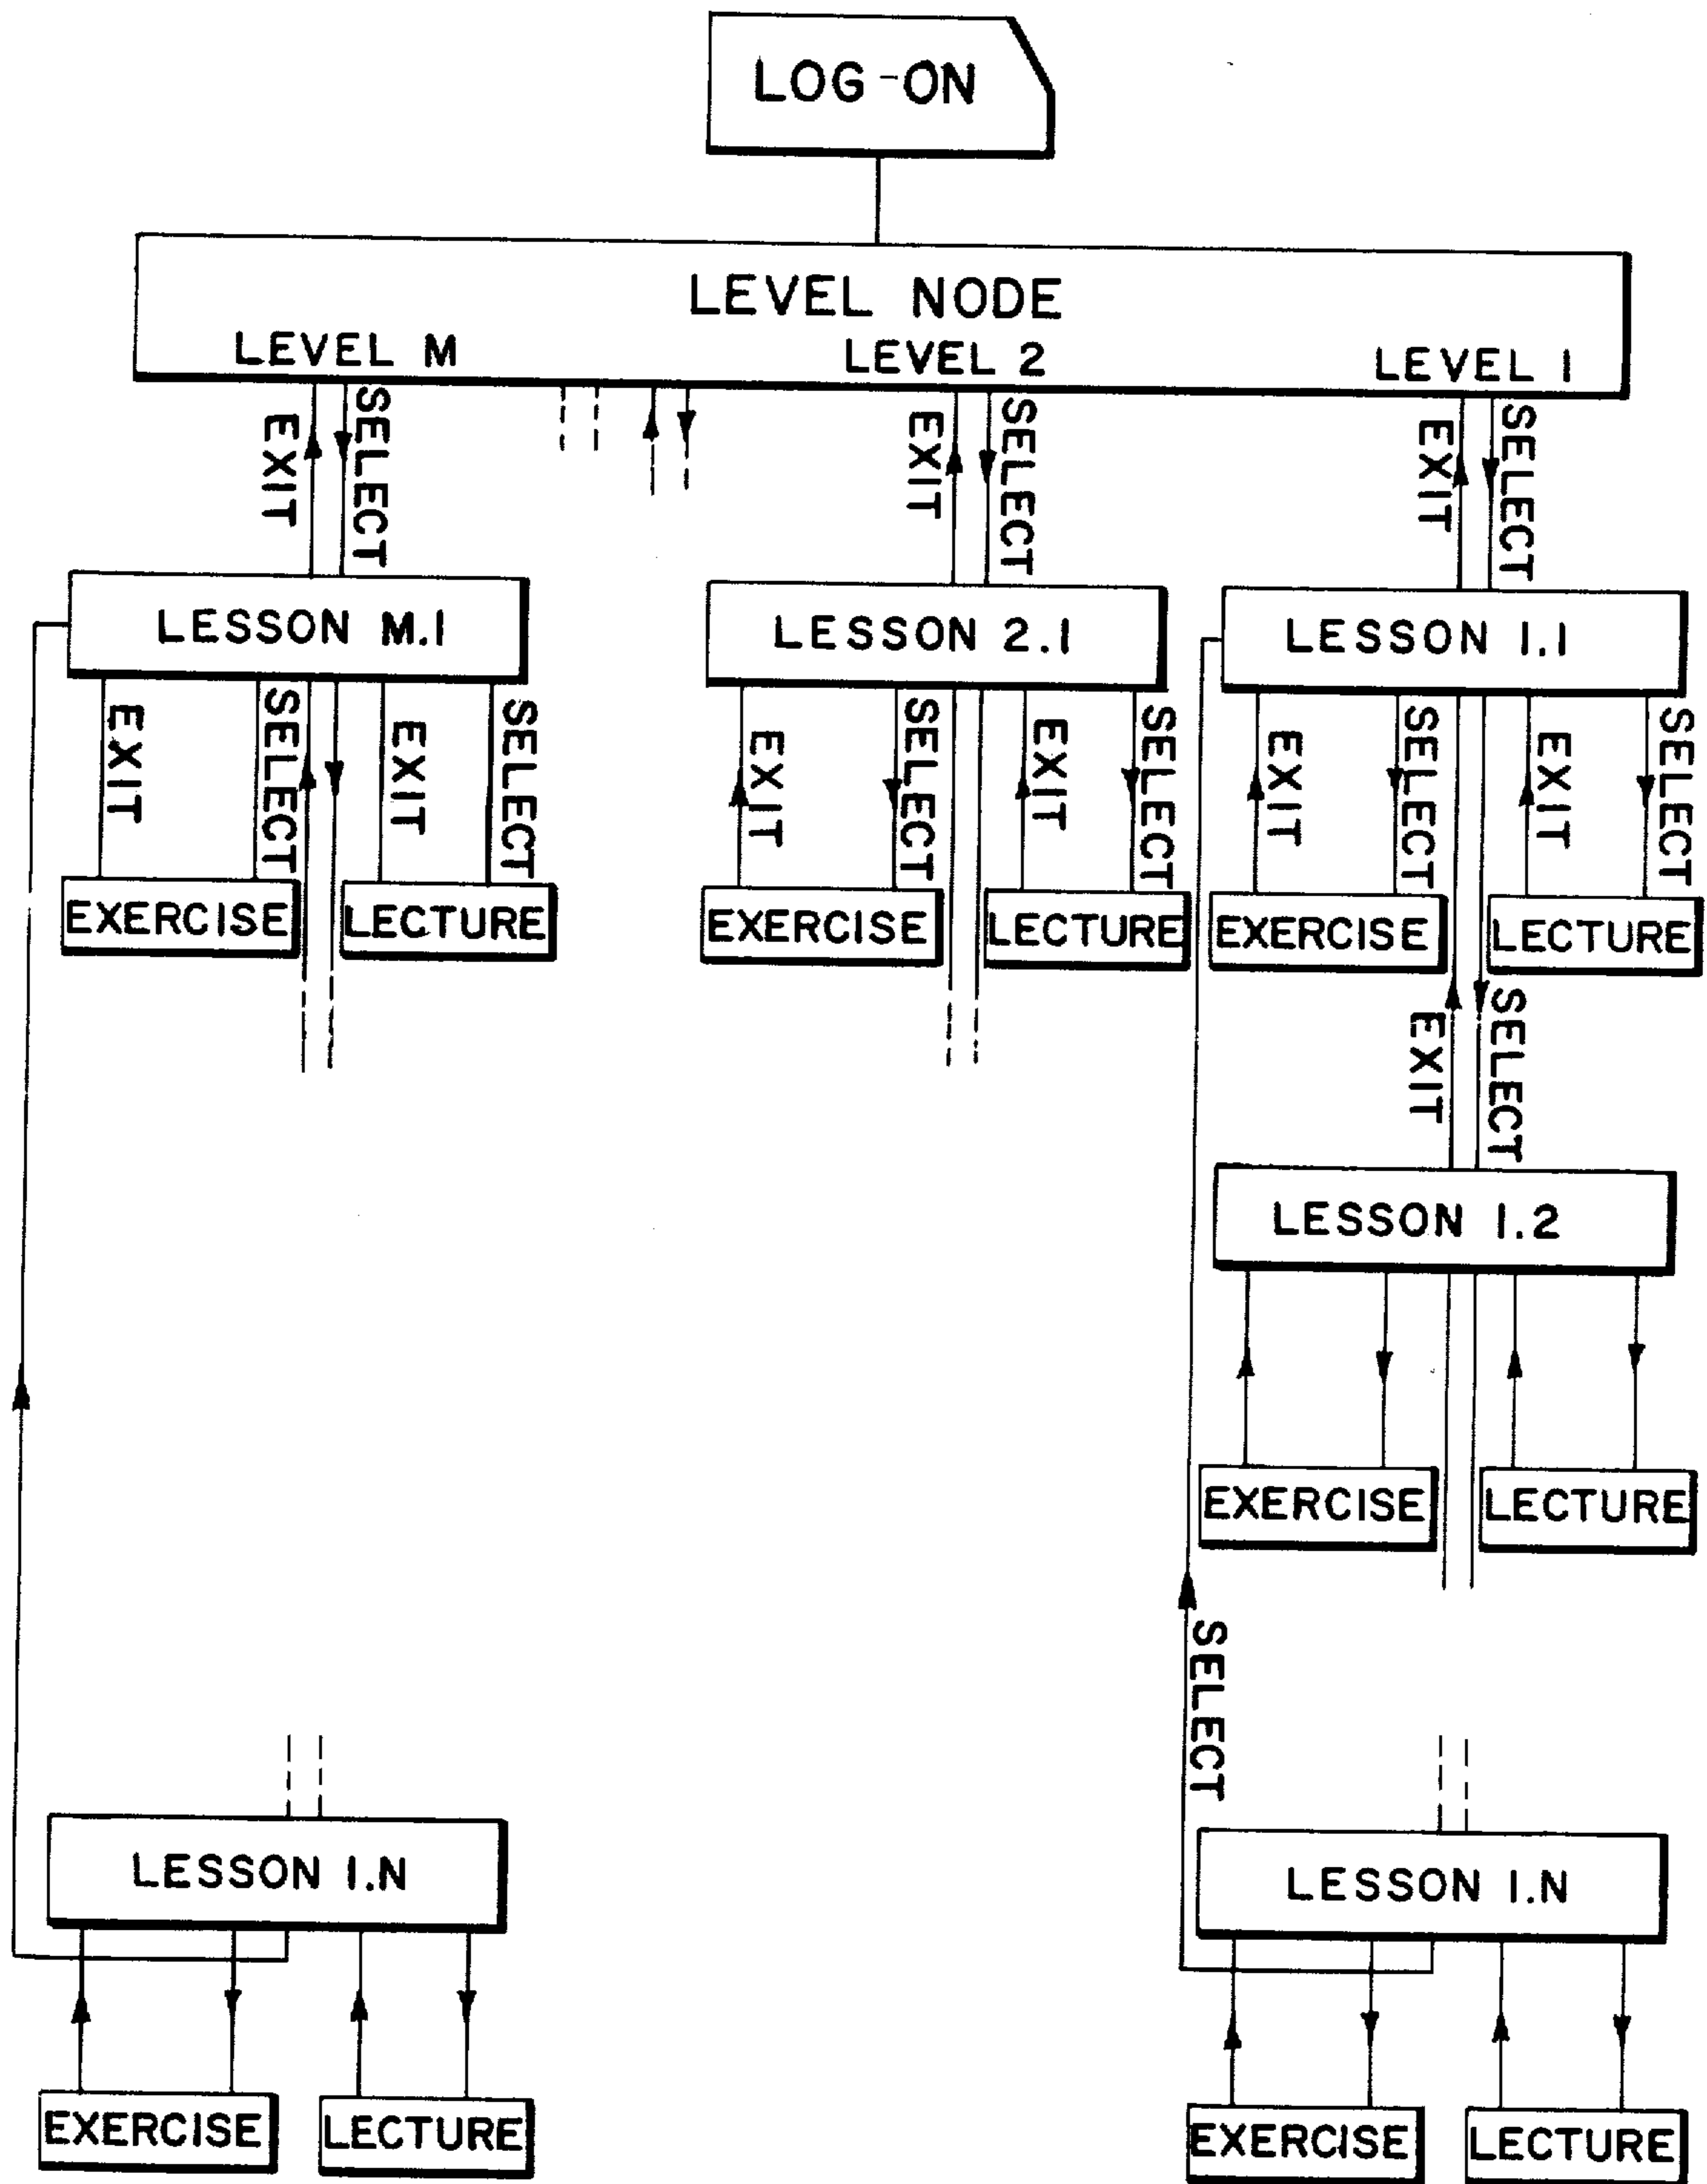 LOG-ON
LEVEL NODE
LEVEL M
LEVEL 2
LEVEL 1
EXIT
SELECT
EXIT
SELECT
EXIT
SELECT
LESSON M.1
LESSON 2.1
LESSON 1.1
EXIT
SELECT
EXIT
SELECT
EXIT
SELECT
EXIT
SELECT
EXIT
SELECT
EXIT
SELECT
EXERCISE
LECTURE
EXERCISE
LECTURE
EXERCISE
LECTURE
EXIT
SELECT
LESSON 1.2
EXERCISE
LECTURE
SELECT
LESSON 1.N
LESSON 1.N
EXERCISE
LECTURE
EXERCISE
LECTURE